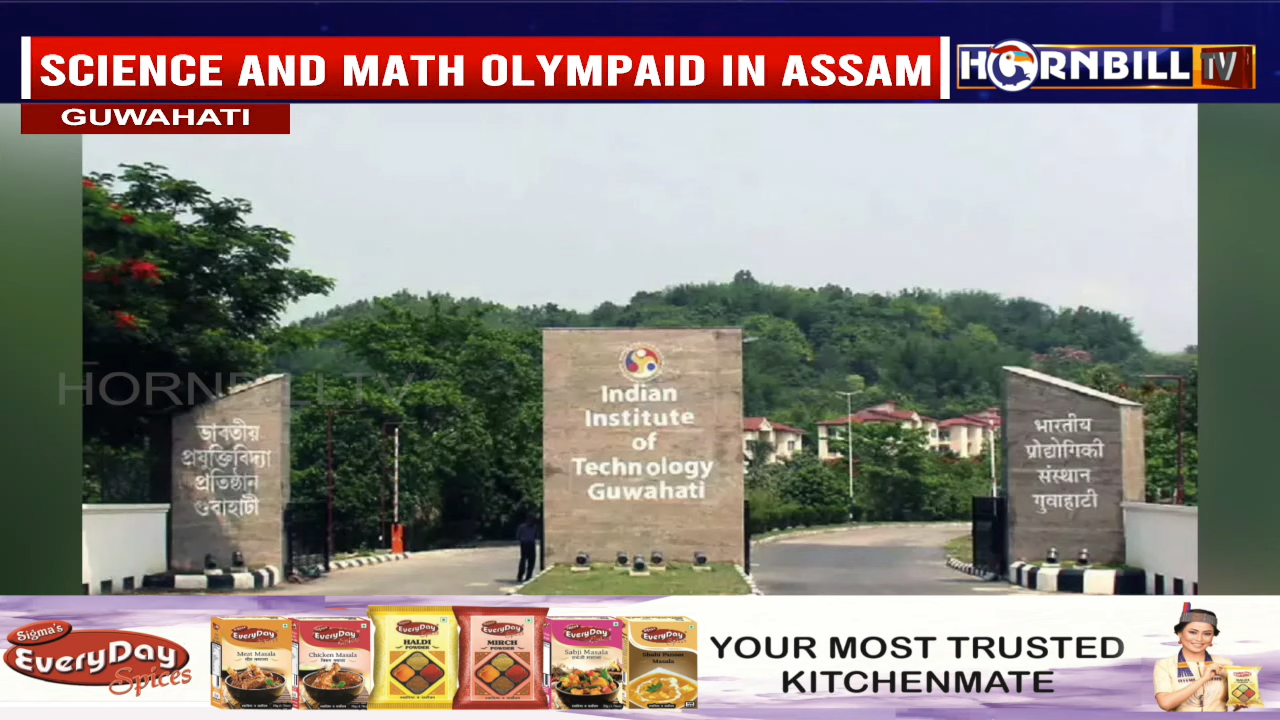 SCIENCE AND MATH OLYMPAID IN ASSAM
HORNBILL TV
GUWAHATI
HORNBILL TV
ভাৰতীয়
প্ৰযুক্তিবিদ্যা
প্ৰতিষ্ঠান
গুৱাহাটী
Indian
Institute
of
Technology
Guwahati
भारतीय
प्रौद्योगिकी
संस्थान
गुवाहाटी
Sigma's
EveryDay
Spices
EveryDay
Meat Masala
EveryDay
Chicken Masala
EveryDay
HALDI
POWDER
EveryDay
MIRCH
POWDER
EveryDay
Sabji Masala
EveryDay
Shahi Paneer
Masala
YOUR MOST TRUSTED
KITCHENMATE